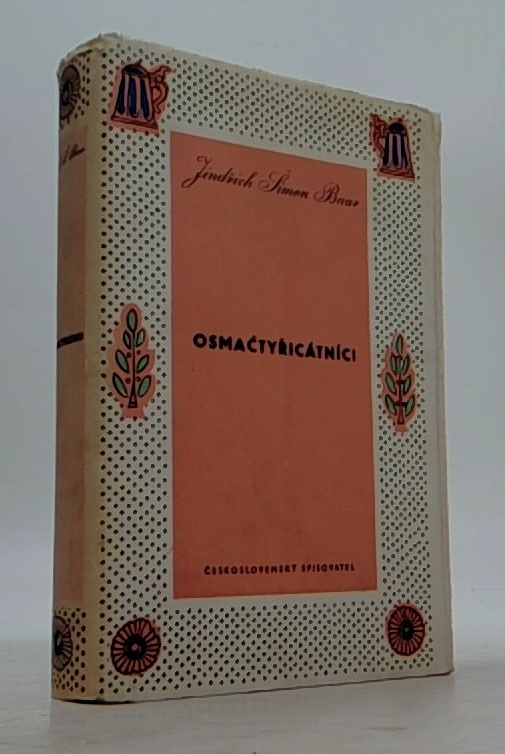 Jindřich Šimon Baar
OSMAČTYŘICÁTNÍCI
ČESKOSLOVENSKÝ SPISOVATEL